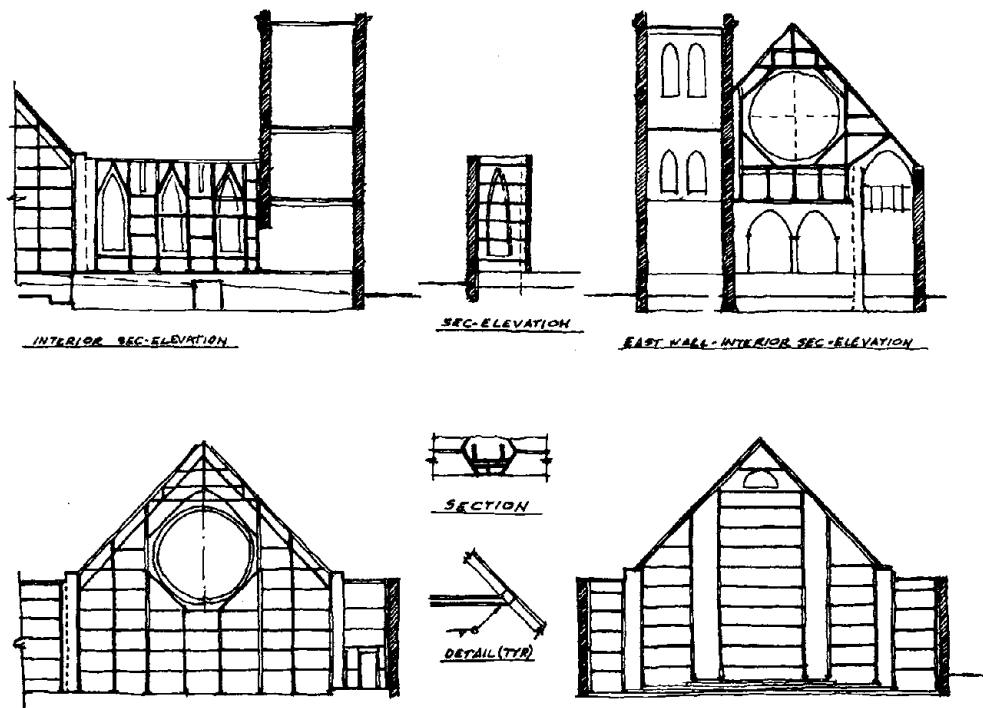 INTERIOR SEC-ELEVATION
SEC-ELEVATION
EAST WALL-INTERIOR SEC-ELEVATION
SECTION
DETAIL (TYP)